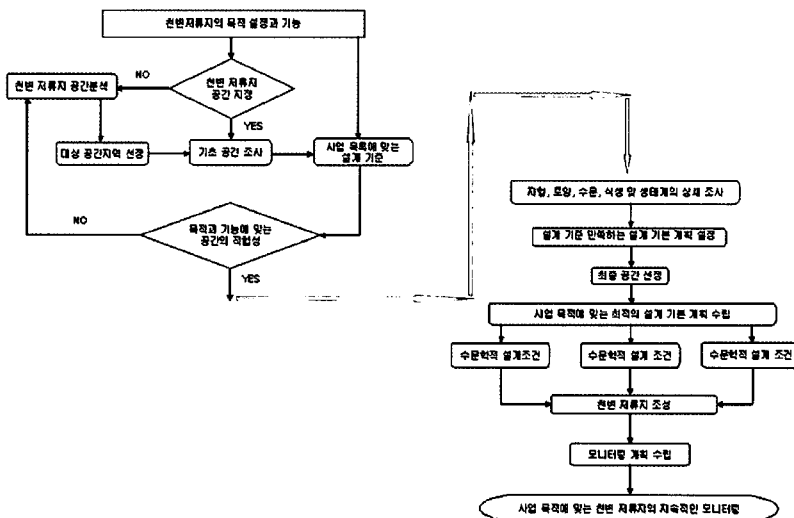 천변저류지의 목적 설정과 기능
NO
천변 저류지 공간분석
천변 저류지
공간 지정
YES
대상 공간지역 선정
기초 공간 조사
사업 목록에 맞는
설계 기준
NO
목적과 기능에 맞는
공간의 적합성
YES
지형, 토양, 수문, 식생 및 생태계의 상세 조사
설계 기준 만족하는 설계 기본 계획 설정
최종 공간 선정
사업 목적에 맞는 최적의 설계 기본 계획 수립
수문학적 설계조건
수문학적 설계 조건
수문학적 설계 조건
천변 저류지 조성
모니터링 계획 수립
사업 목적에 맞는 천변 저류지의 지속적인 모니터링